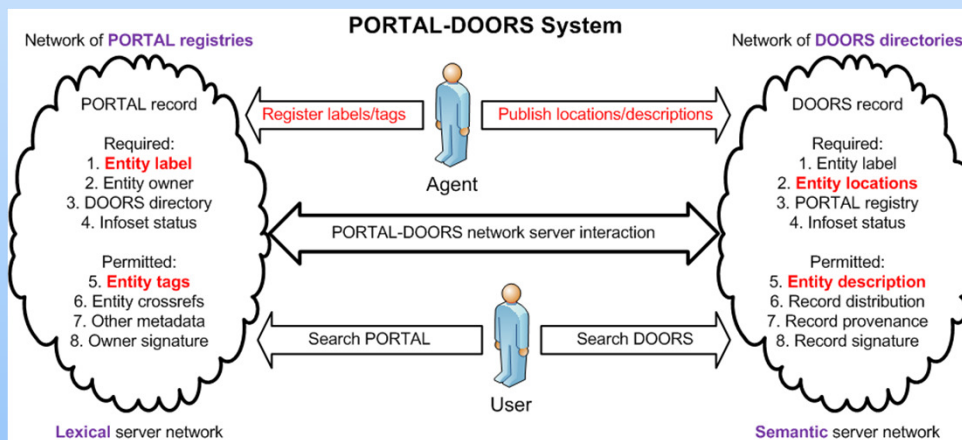 PORTAL-DOORS System
Network of PORTAL registries
PORTAL record
Required:
1. Entity label
2. Entity owner
3. DOORS directory
4. Infoset status
Permitted:
5. Entity tags
6. Entity crossrefs
7. Other metadata
8. Owner signature
Lexical server network
Register labels/tags
Publish locations/descriptions
Agent
PORTAL-DOORS network server interaction
Search PORTAL
Search DOORS
User
Network of DOORS directories
DOORS record
Required:
1. Entity label
2. Entity locations
3. PORTAL registry
4. Infoset status
Permitted:
5. Entity description
6. Record distribution
7. Record provenance
8. Record signature
Semantic server network